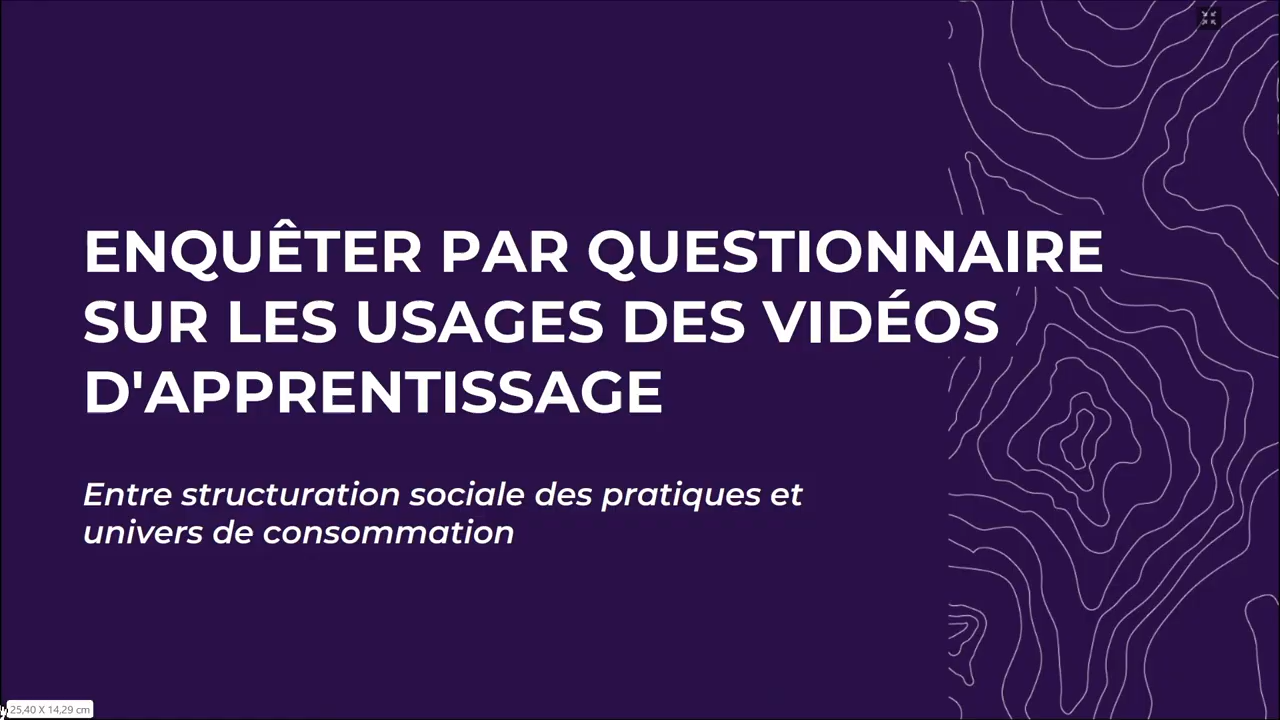 ENQUÊTER PAR QUESTIONNAIRE
SUR LES USAGES DES VIDÉOS
D'APPRENTISSAGE
Entre structuration sociale des pratiques et
univers de consommation
25,40 X 14,29 cm